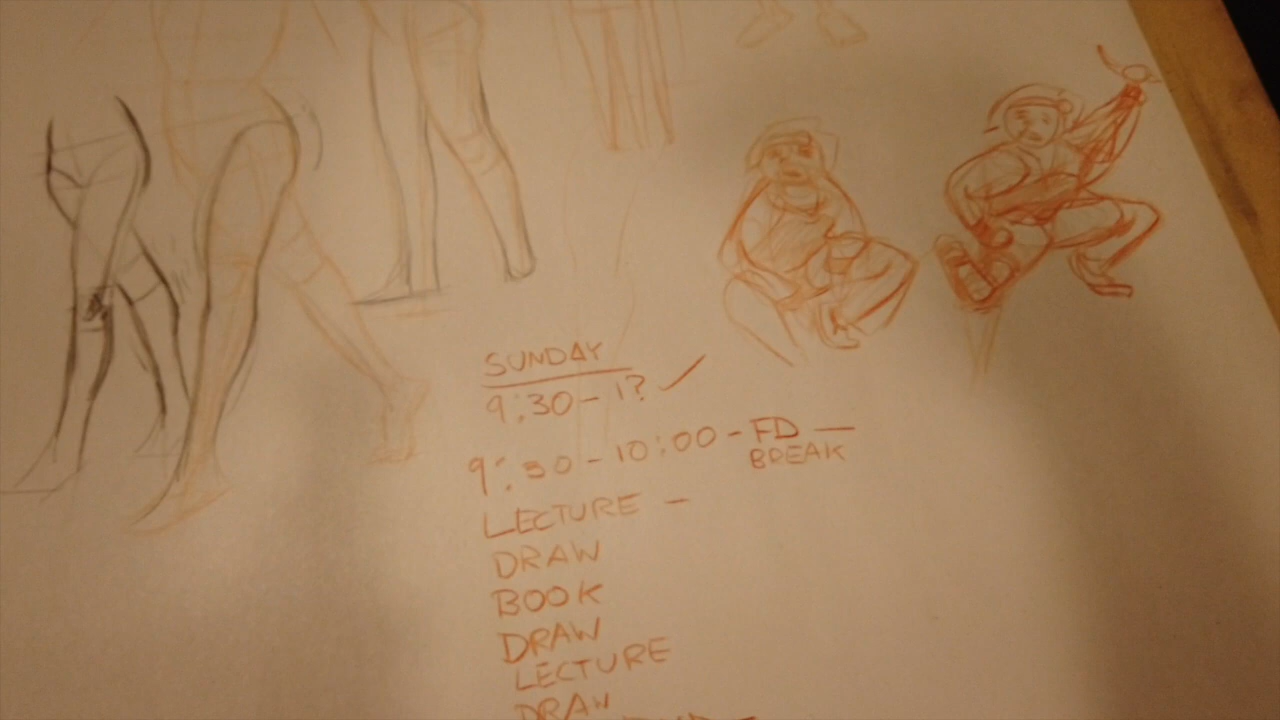 SUNDAY
9:30 - 1? ✓
9:30 - 10:00 - FD —
BREAK
LECTURE -
DRAW
BOOK
DRAW
LECTURE
DRAW